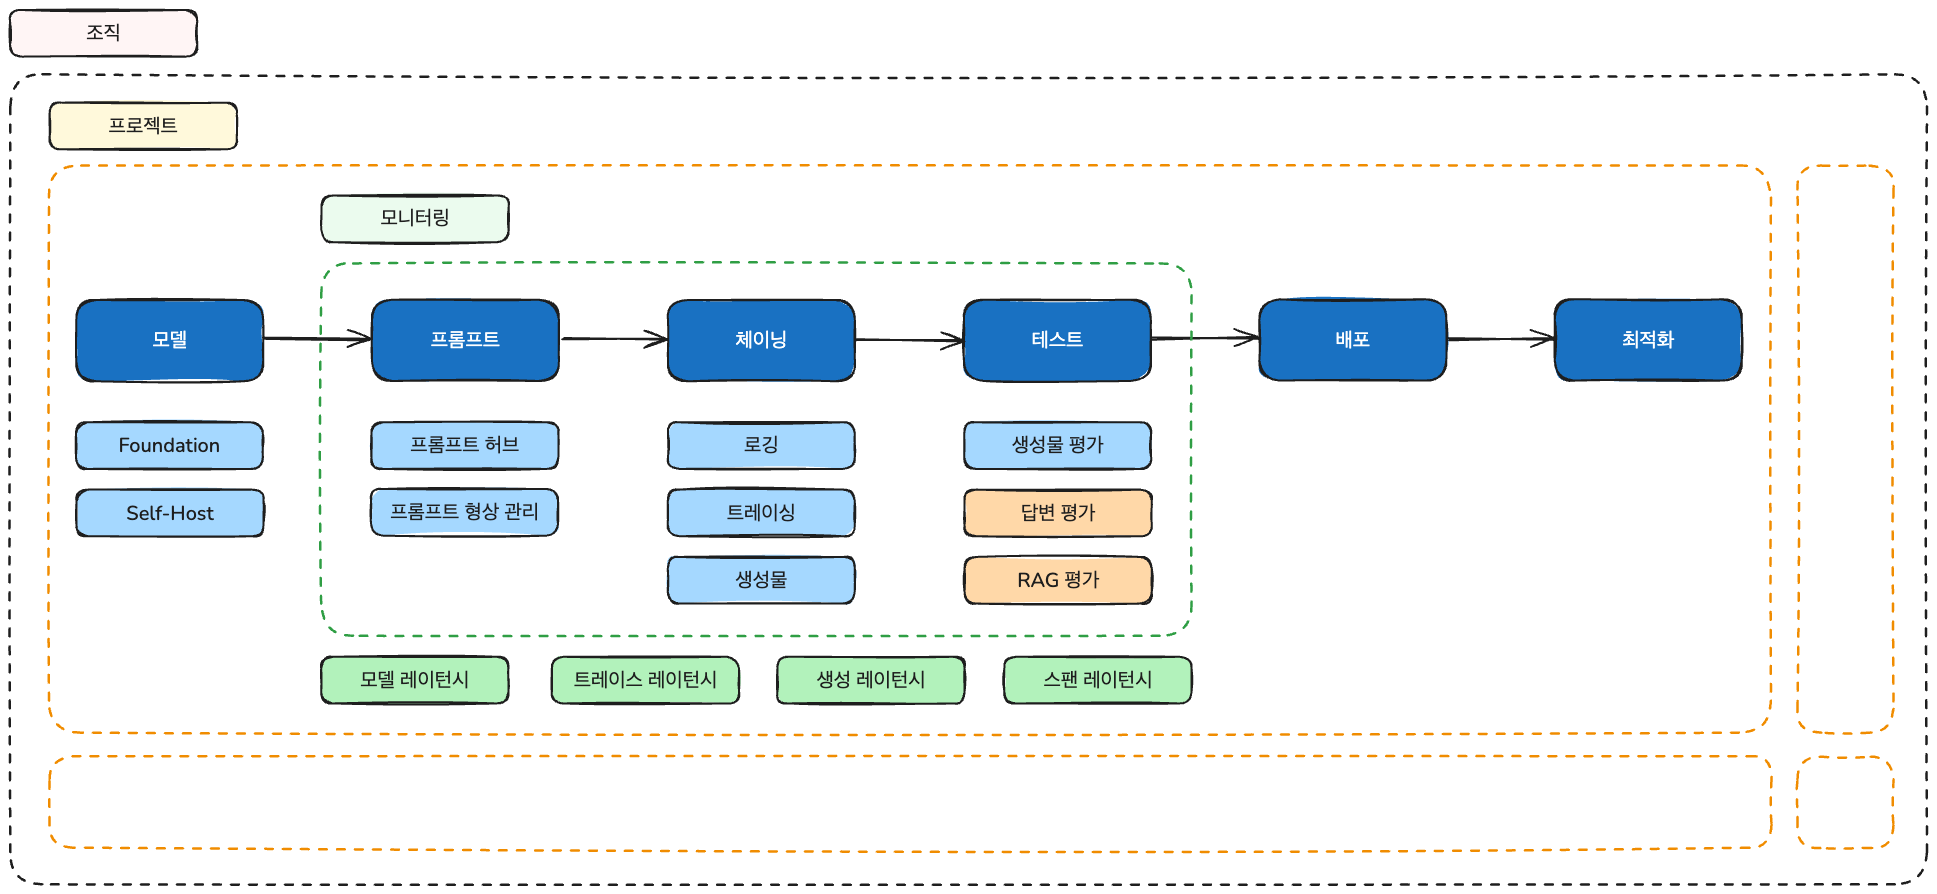 조직
프로젝트
모니터링
모델
프롬프트
체이닝
테스트
배포
최적화
Foundation
프롬프트 허브
로깅
생성물 평가
Self-Host
프롬프트 형상 관리
트레이싱
답변 평가
생성물
RAG 평가
모델 레이턴시
트레이스 레이턴시
생성 레이턴시
스팬 레이턴시